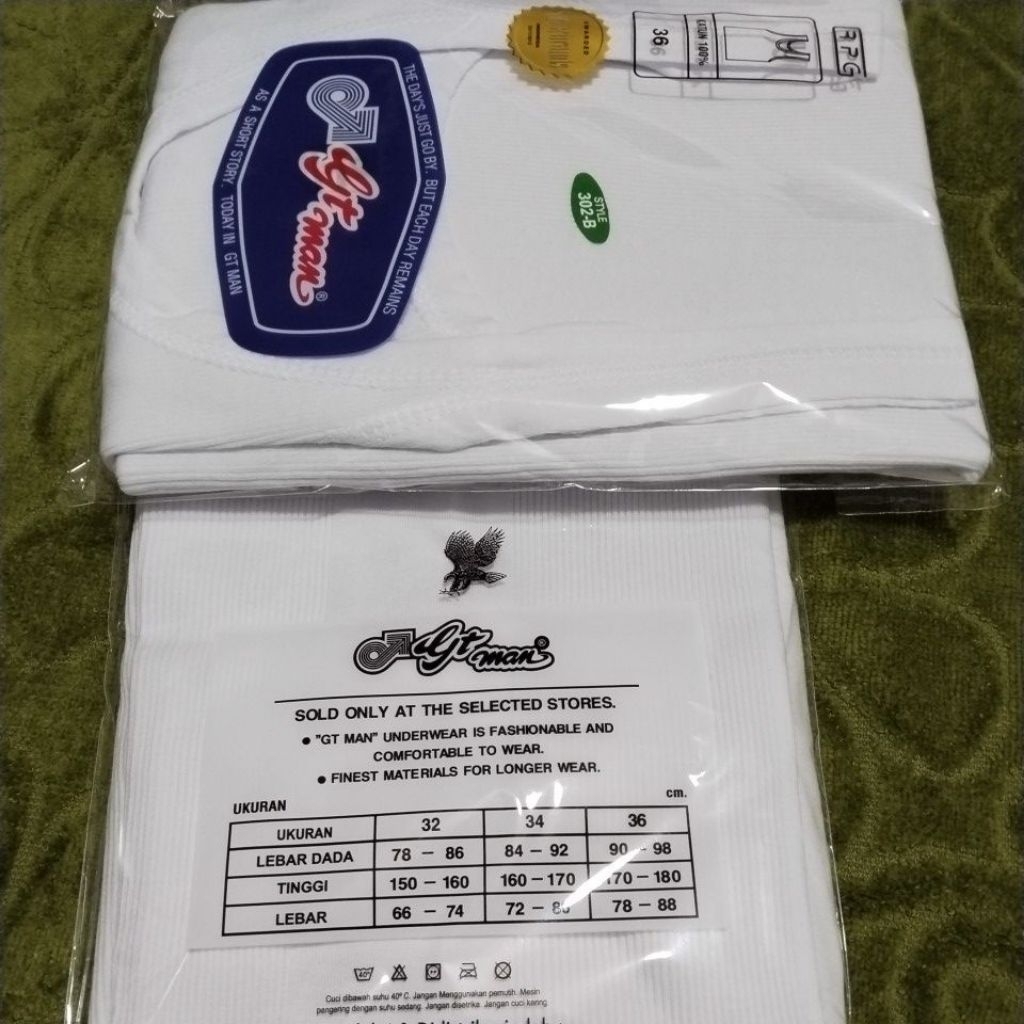 THE DAY'S JUST GO BY. BUT EACH DAY REMAINS
Gt man®
AS A SHORT STORY. TODAY IN GT MAN
AWARDED
36
KATUN 100%
RPG
STYLE
302-B
Gt man®
SOLD ONLY AT THE SELECTED STORES.
● "GT MAN" UNDERWEAR IS FASHIONABLE AND
COMFORTABLE TO WEAR.
● FINEST MATERIALS FOR LONGER WEAR.
UKURAN cm.
UKURAN 32 34 36
LEBAR DADA 78 – 86 84 – 92 90 – 98
TINGGI 150 – 160 160 – 170 170 – 180
LEBAR 66 – 74 72 – 78 – 88
40°
Cuci dibawah suhu 40° C. Jangan Menggunakan pemutih. Mesin
pengering dengan suhu sedang. Jangan disetrika. Jangan cuci kering.